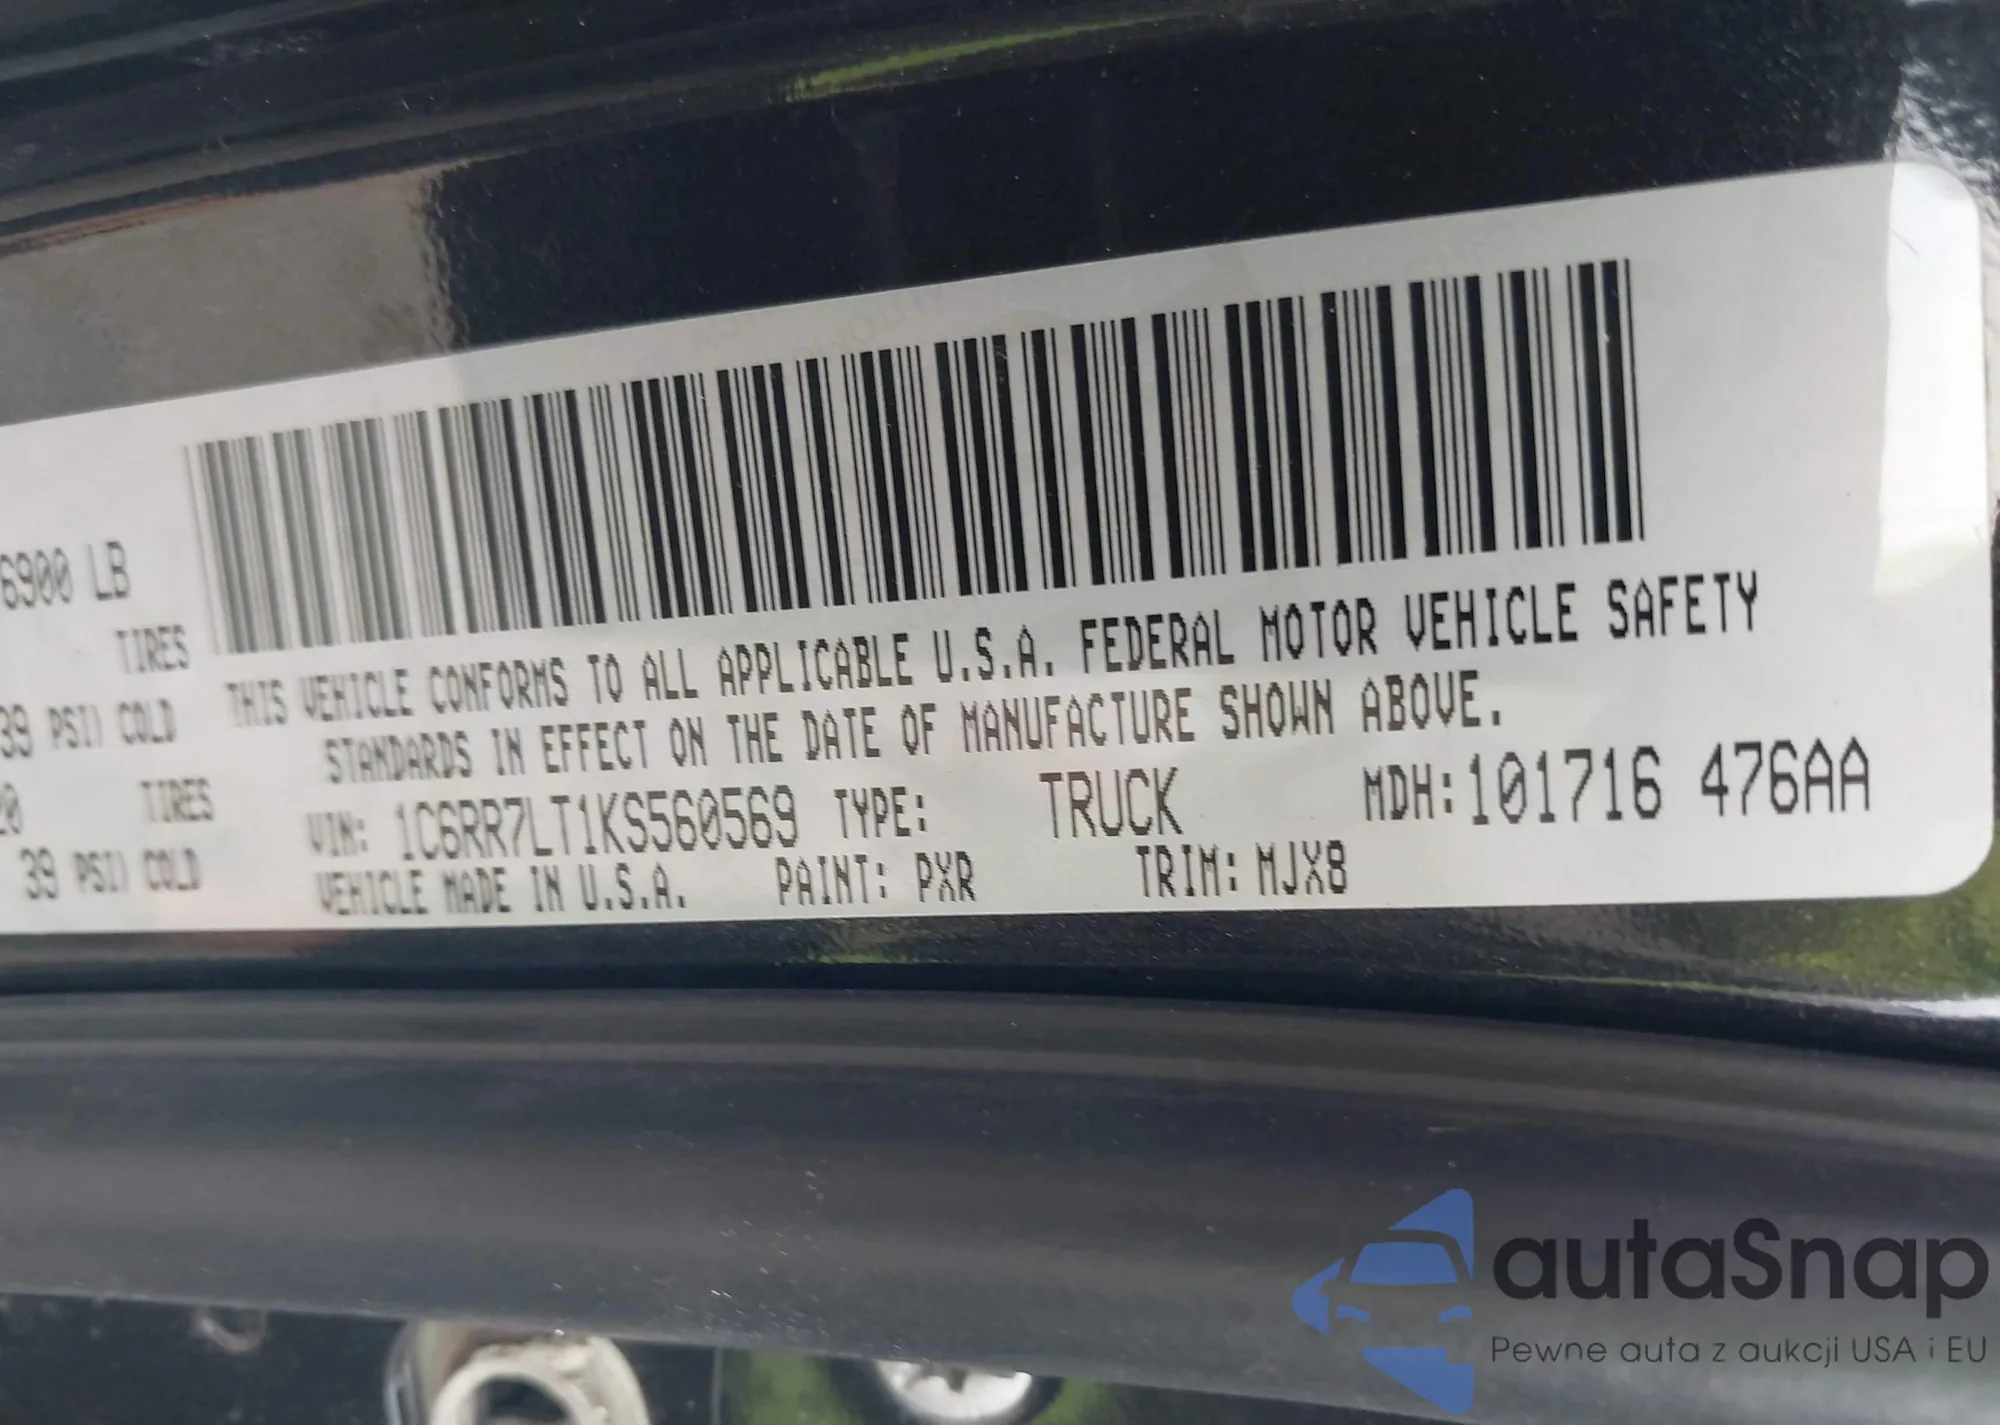 6900 LB
TIRES
39 PSI) COLD
TIRES
39 PSI) COLD
THIS VEHICLE CONFORMS TO ALL APPLICABLE U.S.A. FEDERAL MOTOR VEHICLE SAFETY
STANDARDS IN EFFECT ON THE DATE OF MANUFACTURE SHOWN ABOVE.
VIN: 1C6RR7LT1KS560569 TYPE: TRUCK MDH:101716 476AA
VEHICLE MADE IN U.S.A. PAINT: PXR TRIM: MJX8
autaSnap
Pewne auta z aukcji USA i EU